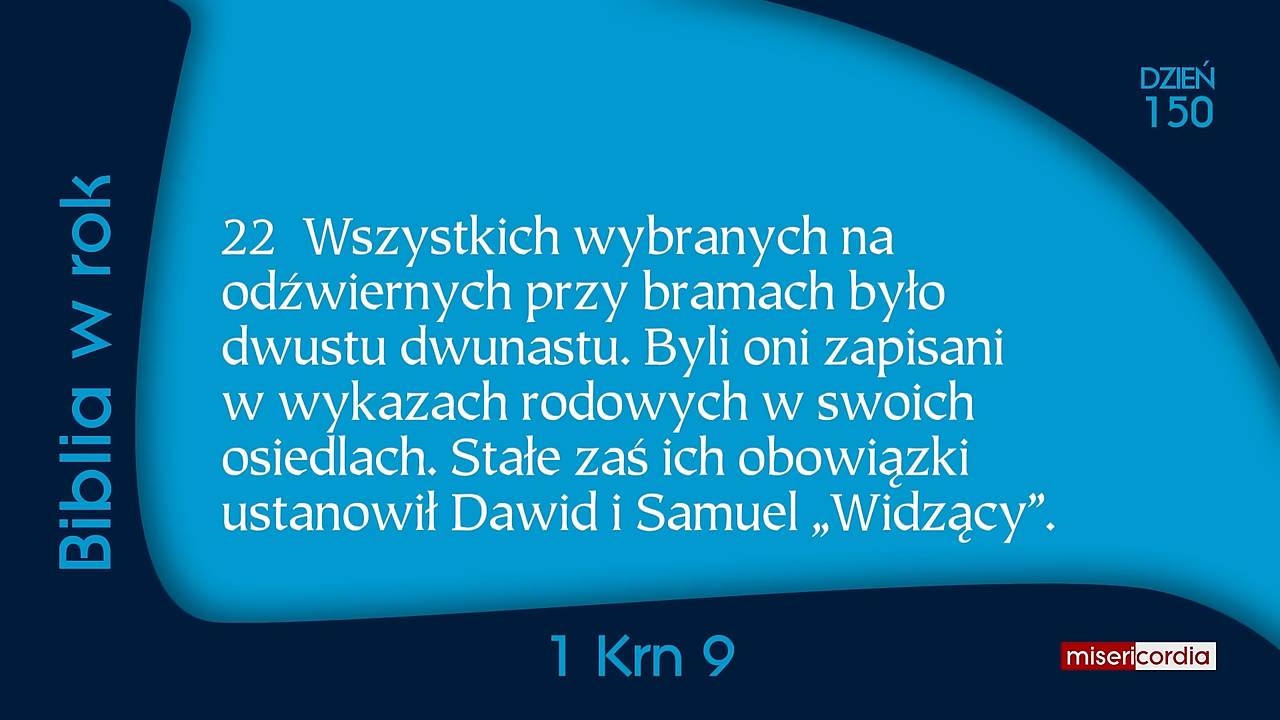 DZIEŃ
150
Biblia w rok
22 Wszystkich wybranych na
odźwiernych przy bramach było
dwustu dwunastu. Byli oni zapisani
w wykazach rodowych w swoich
osiedlach. Stałe zaś ich obowiązki
ustanowił Dawid i Samuel „Widzący”.
1 Krn 9
misericordia